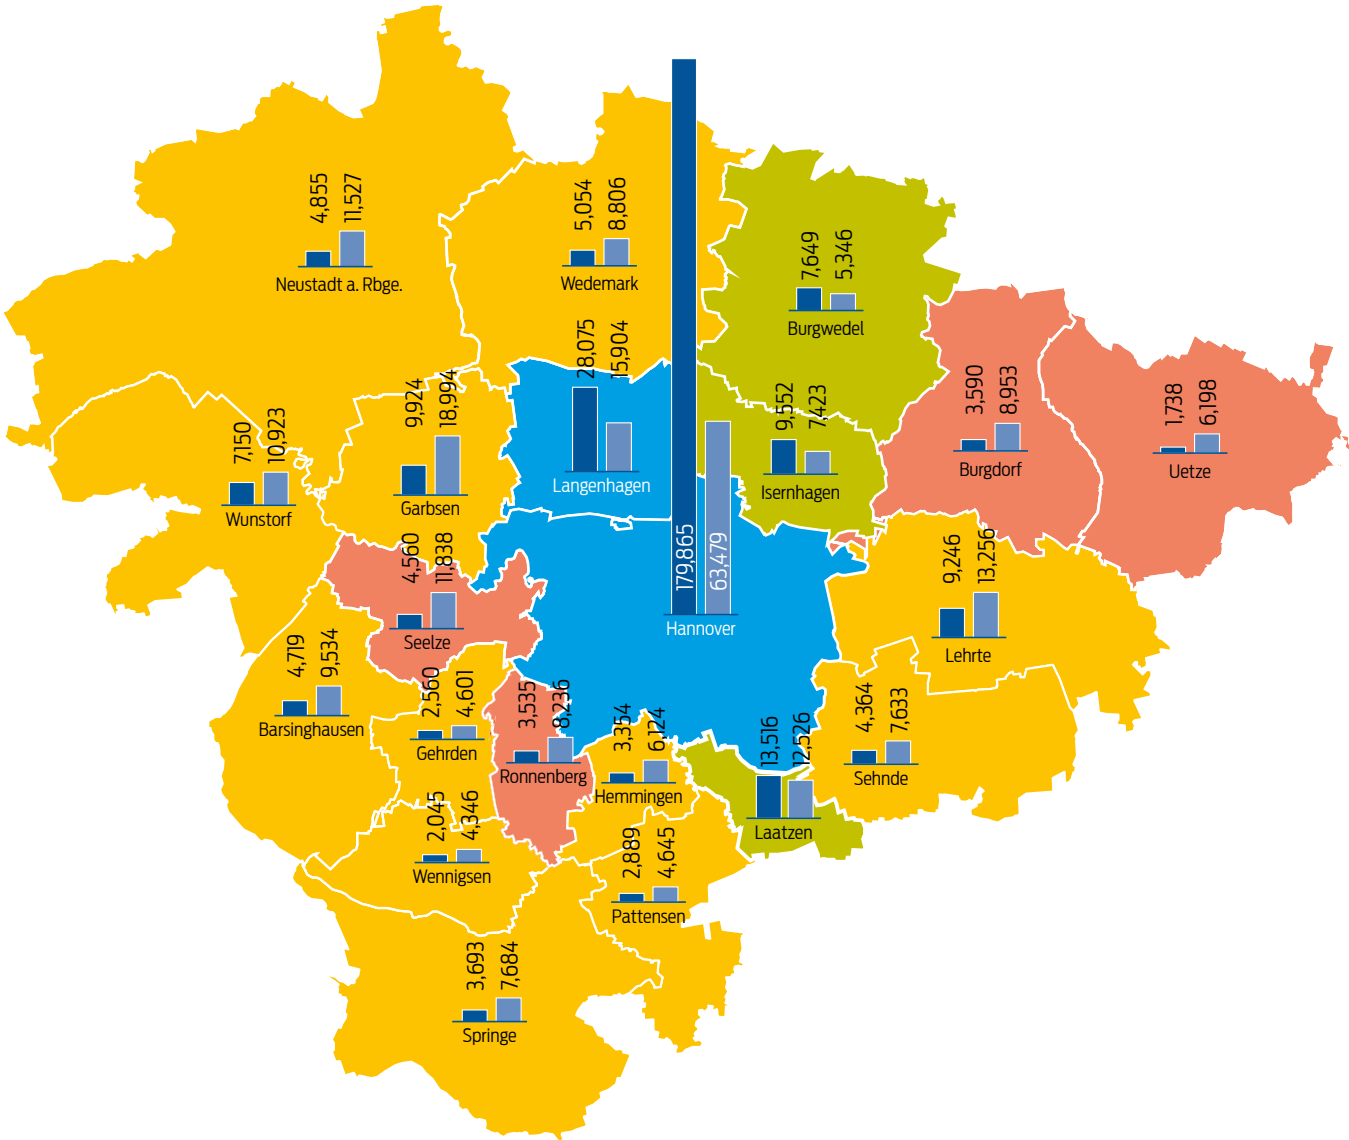 4,855
11,527
Neustadt a. Rbge.
5,054
8,806
Wedemark
7,649
5,346
Burgwedel
28,075
15,904
Langenhagen
9,924
18,994
Garbsen
7,150
10,923
Wunstorf
9,552
7,423
Isernhagen
3,590
8,953
Burgdorf
1,738
6,198
Uetze
179,865
63,479
Hannover
4,560
11,838
Seelze
9,246
13,256
Lehrte
4,719
9,534
Barsinghausen
2,560
4,601
Gehrden
3,535
8,236
Ronnenberg
3,354
6,124
Hemmingen
13,516
12,526
Laatzen
4,364
7,633
Sehnde
2,045
4,346
Wennigsen
2,889
4,645
Pattensen
3,693
7,684
Springe